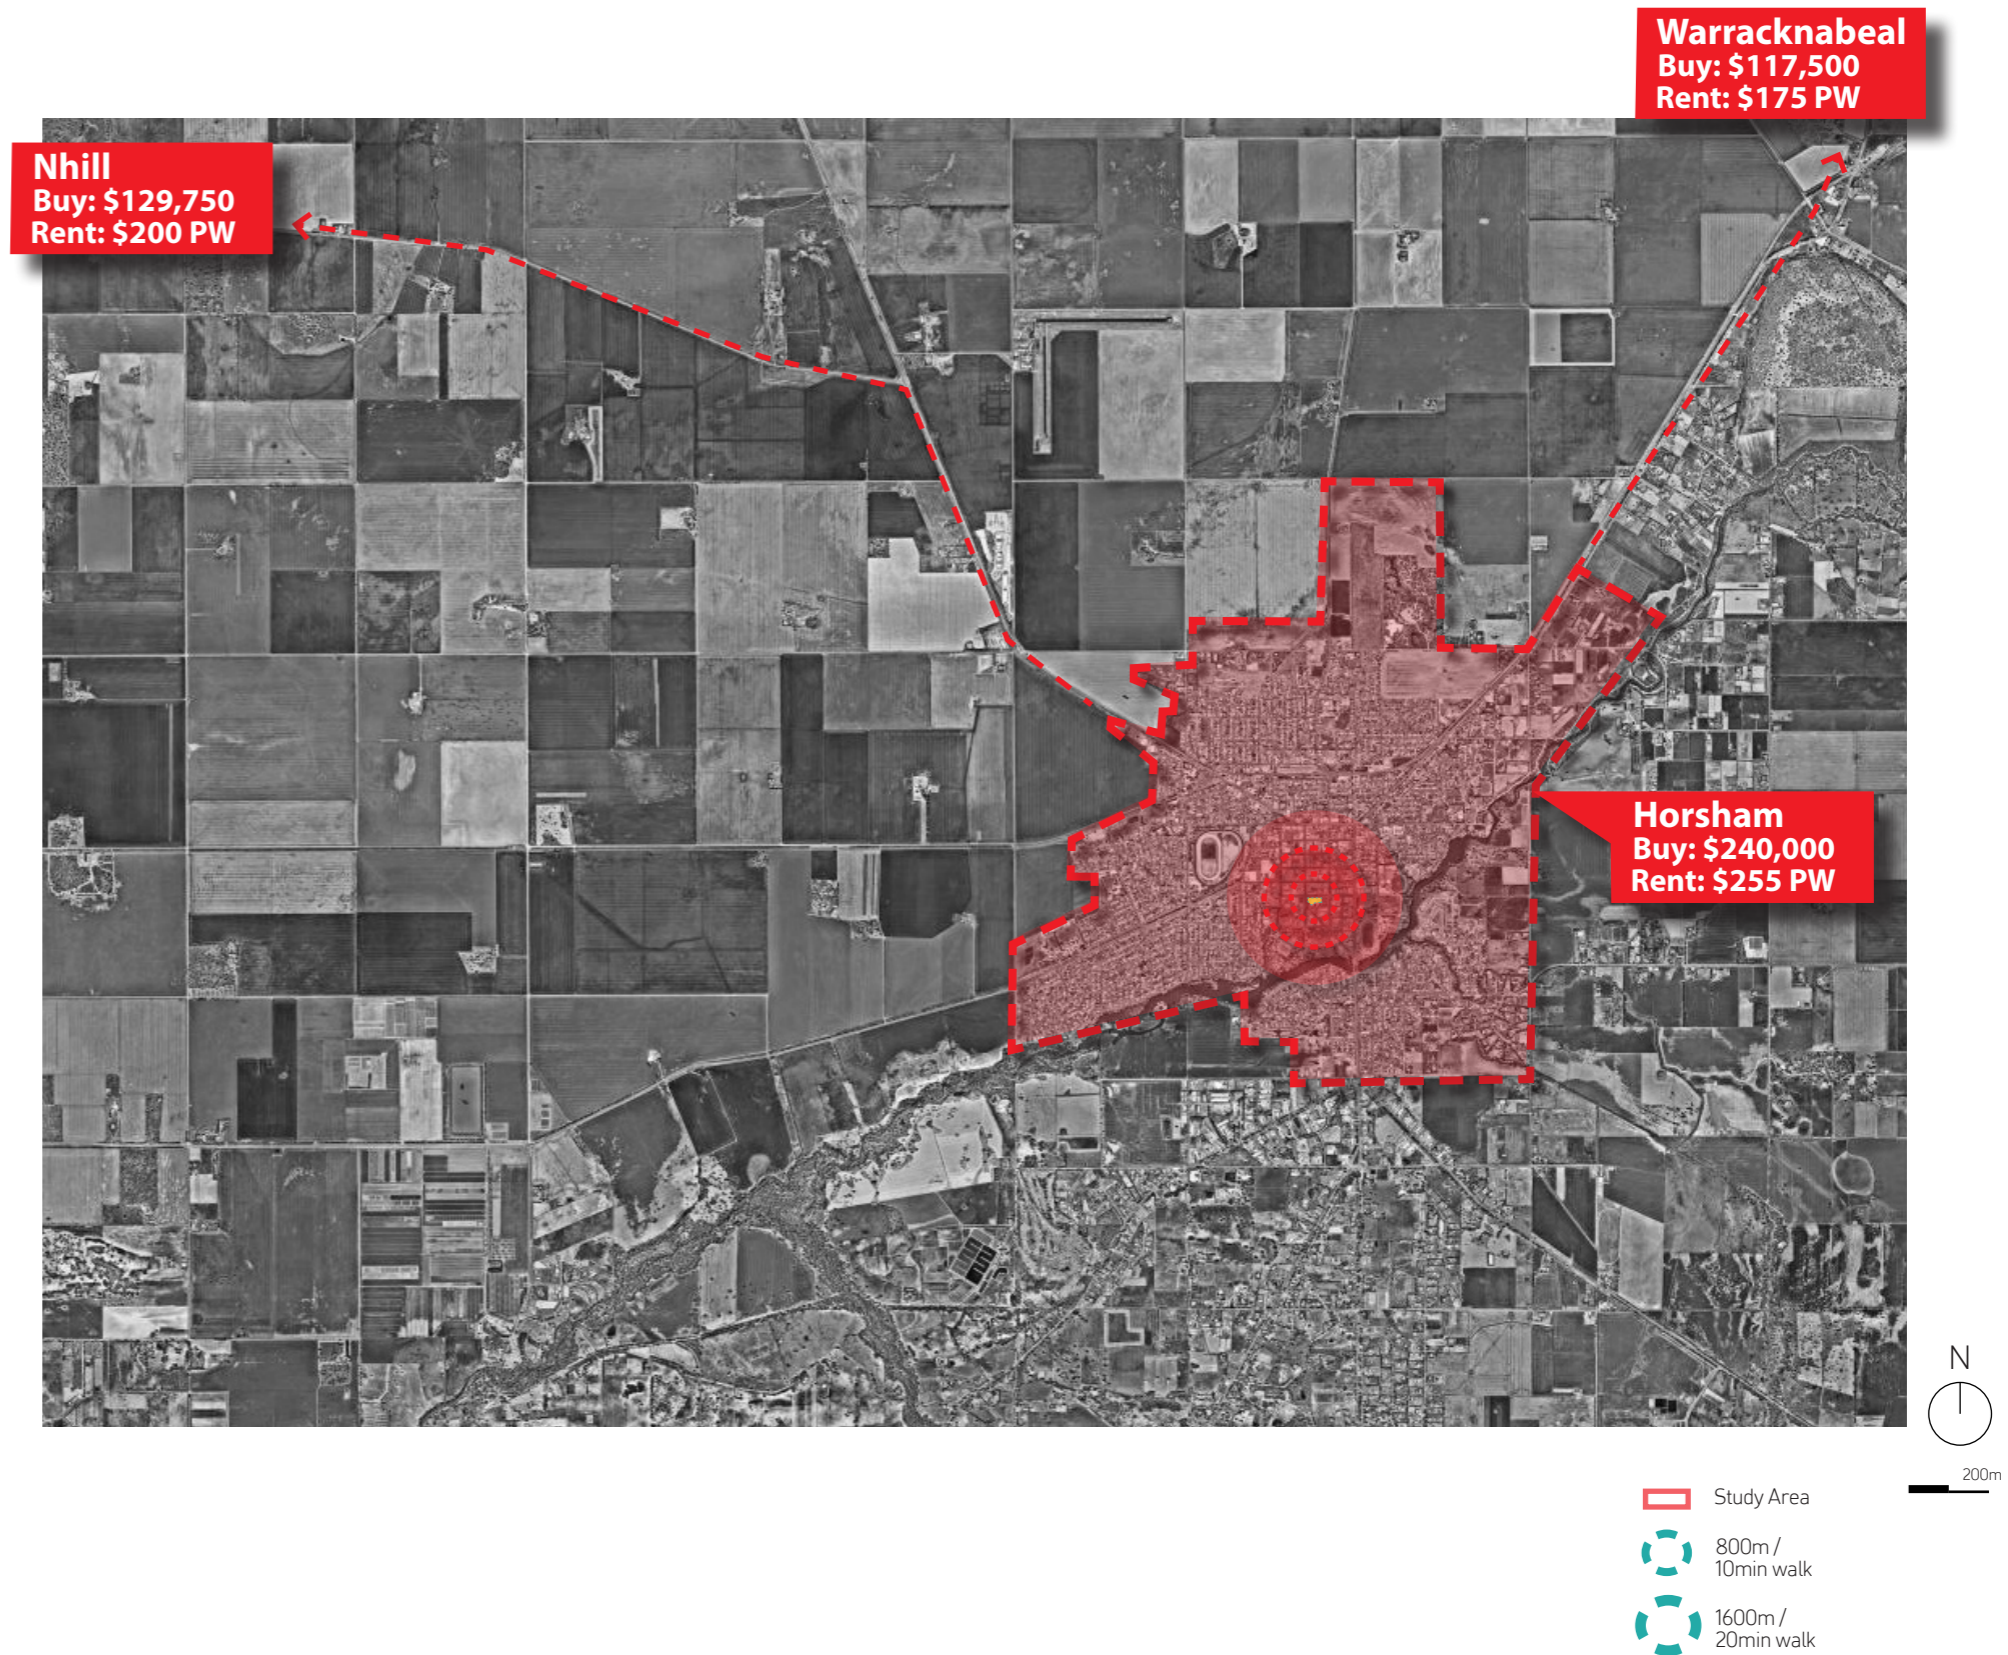 Warracknabeal
Buy: $117,500
Rent: $175 PW
Nhill
Buy: $129,750
Rent: $200 PW
Horsham
Buy: $240,000
Rent: $255 PW
N
200m
Study Area
800m /
10min walk
1600m /
20min walk